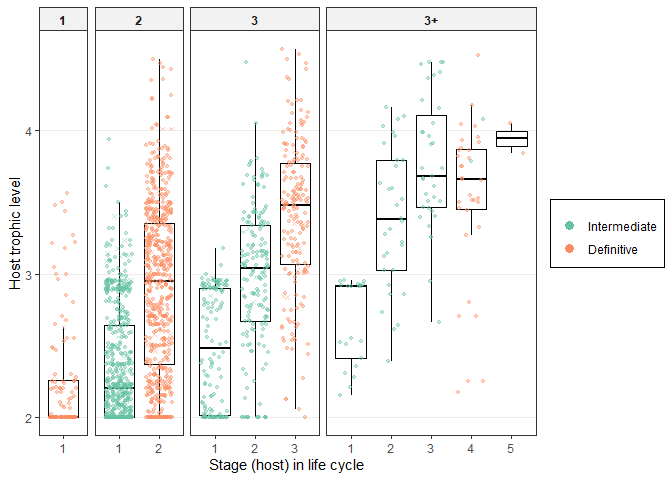 1 2 3 3+
Host trophic level
4
3
2
1 1 2 1 2 3 1 2 3 4 5
Stage (host) in life cycle
Intermediate
Definitive